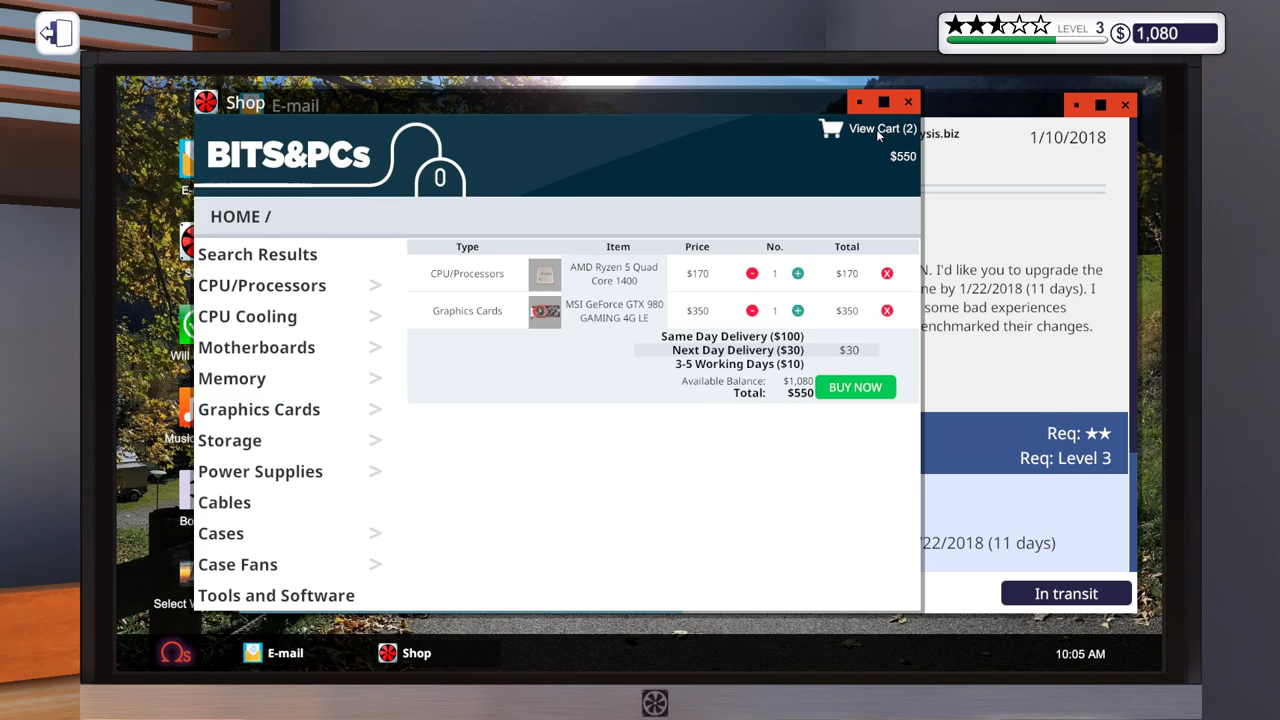 LEVEL 3
$ 1,080
Shop
E-mail
View Cart (2)
$550
BITS&PCs
ysis.biz
1/10/2018
HOME /
Search Results
CPU/Processors >
CPU Cooling >
Motherboards >
Memory >
Graphics Cards >
Storage >
Power Supplies >
Cables
Cases >
Case Fans >
Tools and Software
Type Item Price No. Total
CPU/Processors AMD Ryzen 5 Quad Core 1400 $170 - 1 + $170
Graphics Cards MSI GeForce GTX 980 GAMING 4G LE $350 - 1 + $350
Same Day Delivery ($100)
Next Day Delivery ($30) $30
3-5 Working Days ($10)
Available Balance: $1,080
Total: $550
BUY NOW
N. I'd like you to upgrade the
ne by 1/22/2018 (11 days). I
some bad experiences
enchmarked their changes.
Req: ★★
Req: Level 3
/22/2018 (11 days)
In transit
E-
Will
Musi
Bo
Select W
Ωs
E-mail
Shop
10:05 AM